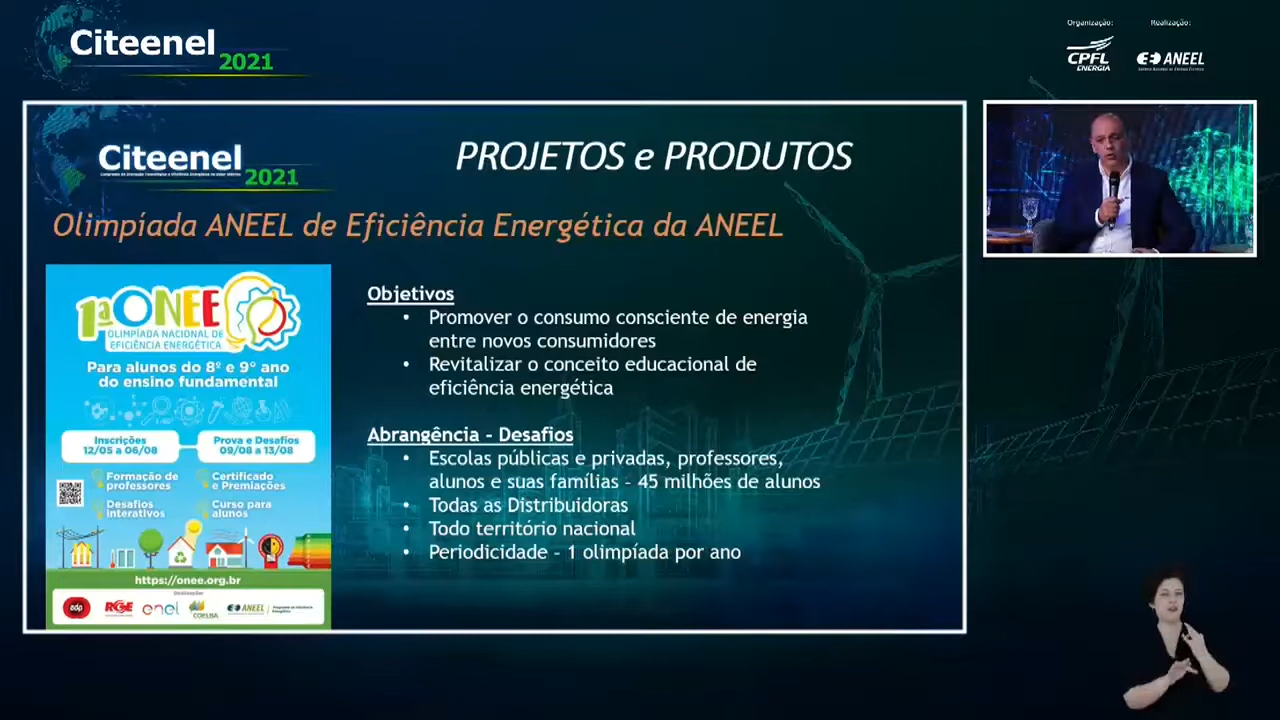 Citeenel
2021
Organização:
Realização:
CPFL
ENERGIA
ANEEL
Citeenel
2021
PROJETOS e PRODUTOS
Olimpíada ANEEL de Eficiência Energética da ANEEL
1ª ONEE
OLIMPÍADA NACIONAL DE
EFICIÊNCIA ENERGÉTICA
Para alunos do 8º e 9º ano
do ensino fundamental
Inscrições
12/05 a 06/08
Prova e Desafios
09/08 a 13/08
Formação de
professores
Certificado
e Premiações
Desafios
interativos
Curso para
alunos
https://onee.org.br
edp
RGE
enel
COELBA
ANEEL
Objetivos
• Promover o consumo consciente de energia
entre novos consumidores
• Revitalizar o conceito educacional de
eficiência energética
Abrangência - Desafios
• Escolas públicas e privadas, professores,
alunos e suas famílias – 45 milhões de alunos
• Todas as Distribuidoras
• Todo território nacional
• Periodicidade – 1 olimpíada por ano